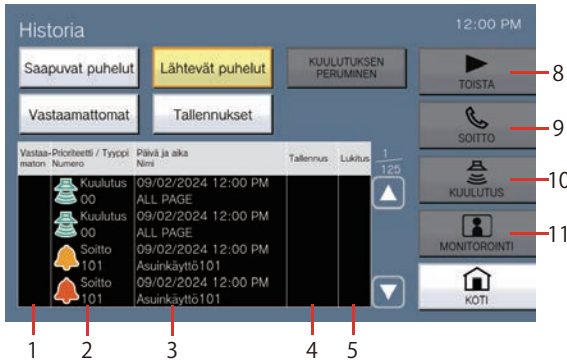 Historia
12:00 PM
Saapuvat puhelut
Lähtevät puhelut
KUULUTUKSEN
PERUMINEN
TOISTA
8
Vastaamattomat
Tallennukset
SOITTO
9
Vastaa-
maton
Prioriteetti / Tyyppi
Numero
Päivä ja aika
Nimi
Tallennus
Lukitus
1
125
KUULUTUS
10
Kuulutus
00
09/02/2024 12:00 PM
ALL PAGE
Kuulutus
00
09/02/2024 12:00 PM
ALL PAGE
MONITOROINTI
11
Soitto
101
09/02/2024 12:00 PM
Asuinkäyttö101
Soitto
101
09/02/2024 12:00 PM
Asuinkäyttö101
KOTI
1
2
3
4
5